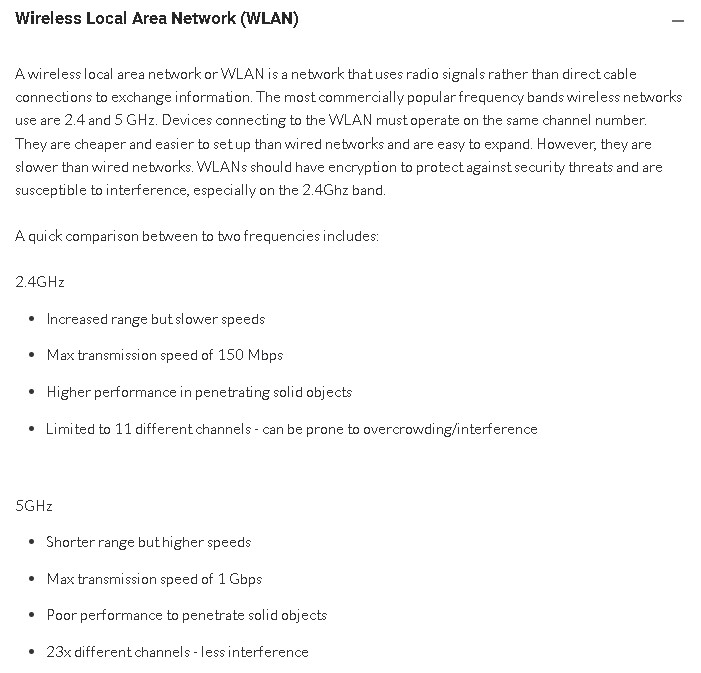 Wireless Local Area Network (WLAN)
A wireless local area network or WLAN is a network that uses radio signals rather than direct cable
connections to exchange information. The most commercially popular frequency bands wireless networks
use are 2.4 and 5 GHz. Devices connecting to the WLAN must operate on the same channel number.
They are cheaper and easier to set up than wired networks and are easy to expand. However, they are
slower than wired networks. WLANs should have encryption to protect against security threats and are
susceptible to interference, especially on the 2.4Ghz band.
A quick comparison between to two frequencies includes:
2.4GHz
• Increased range but slower speeds
• Max transmission speed of 150 Mbps
• Higher performance in penetrating solid objects
• Limited to 11 different channels - can be prone to overcrowding/interference
5GHz
• Shorter range but higher speeds
• Max transmission speed of 1 Gbps
• Poor performance to penetrate solid objects
• 23x different channels - less interference